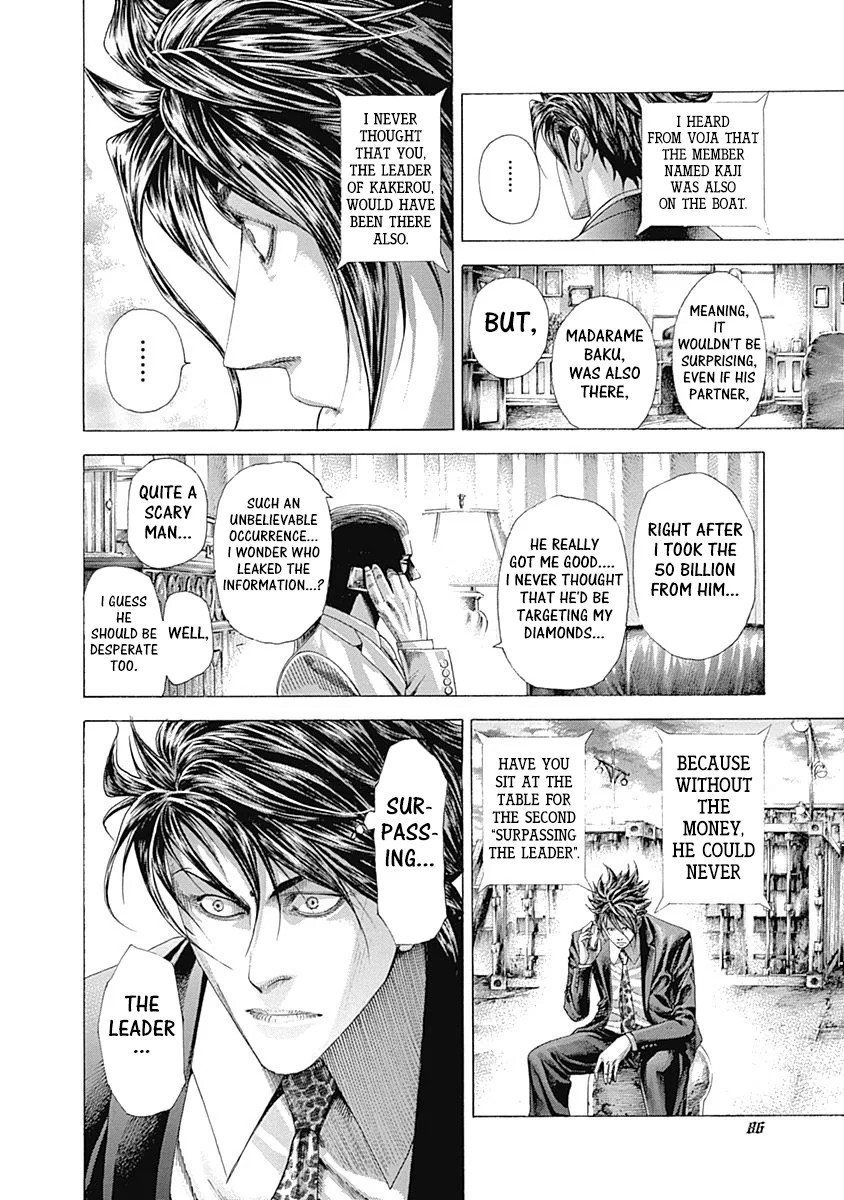 I HEARD
FROM VOJA THAT
THE MEMBER
NAMED KAJI
WAS ALSO
ON THE BOAT.
......
MEANING,
IT
WOULDN'T BE
SURPRISING,
EVEN IF HIS
PARTNER,
MADARAME
BAKU,
WAS ALSO
THERE,
BUT,
I NEVER
THOUGHT
THAT YOU,
THE LEADER
OF KAKEROU,
WOULD HAVE
BEEN THERE
ALSO.
......
RIGHT AFTER
I TOOK THE
50 BILLION
FROM HIM...
HE REALLY
GOT ME GOOD....
I NEVER THOUGHT
THAT HE'D BE
TARGETING MY
DIAMONDS...
SUCH AN
UNBELIEVABLE
OCCURRENCE...
I WONDER WHO
LEAKED THE
INFORMATION...?
QUITE A
SCARY
MAN...
WELL,
I GUESS
HE
SHOULD BE
DESPERATE
TOO.
BECAUSE
WITHOUT
THE
MONEY,
HE COULD
NEVER
HAVE YOU
SIT AT THE
TABLE FOR
THE SECOND
"SURPASSING
THE LEADER".
SUR-
PASS-
ING...
THE
LEADER
...
86